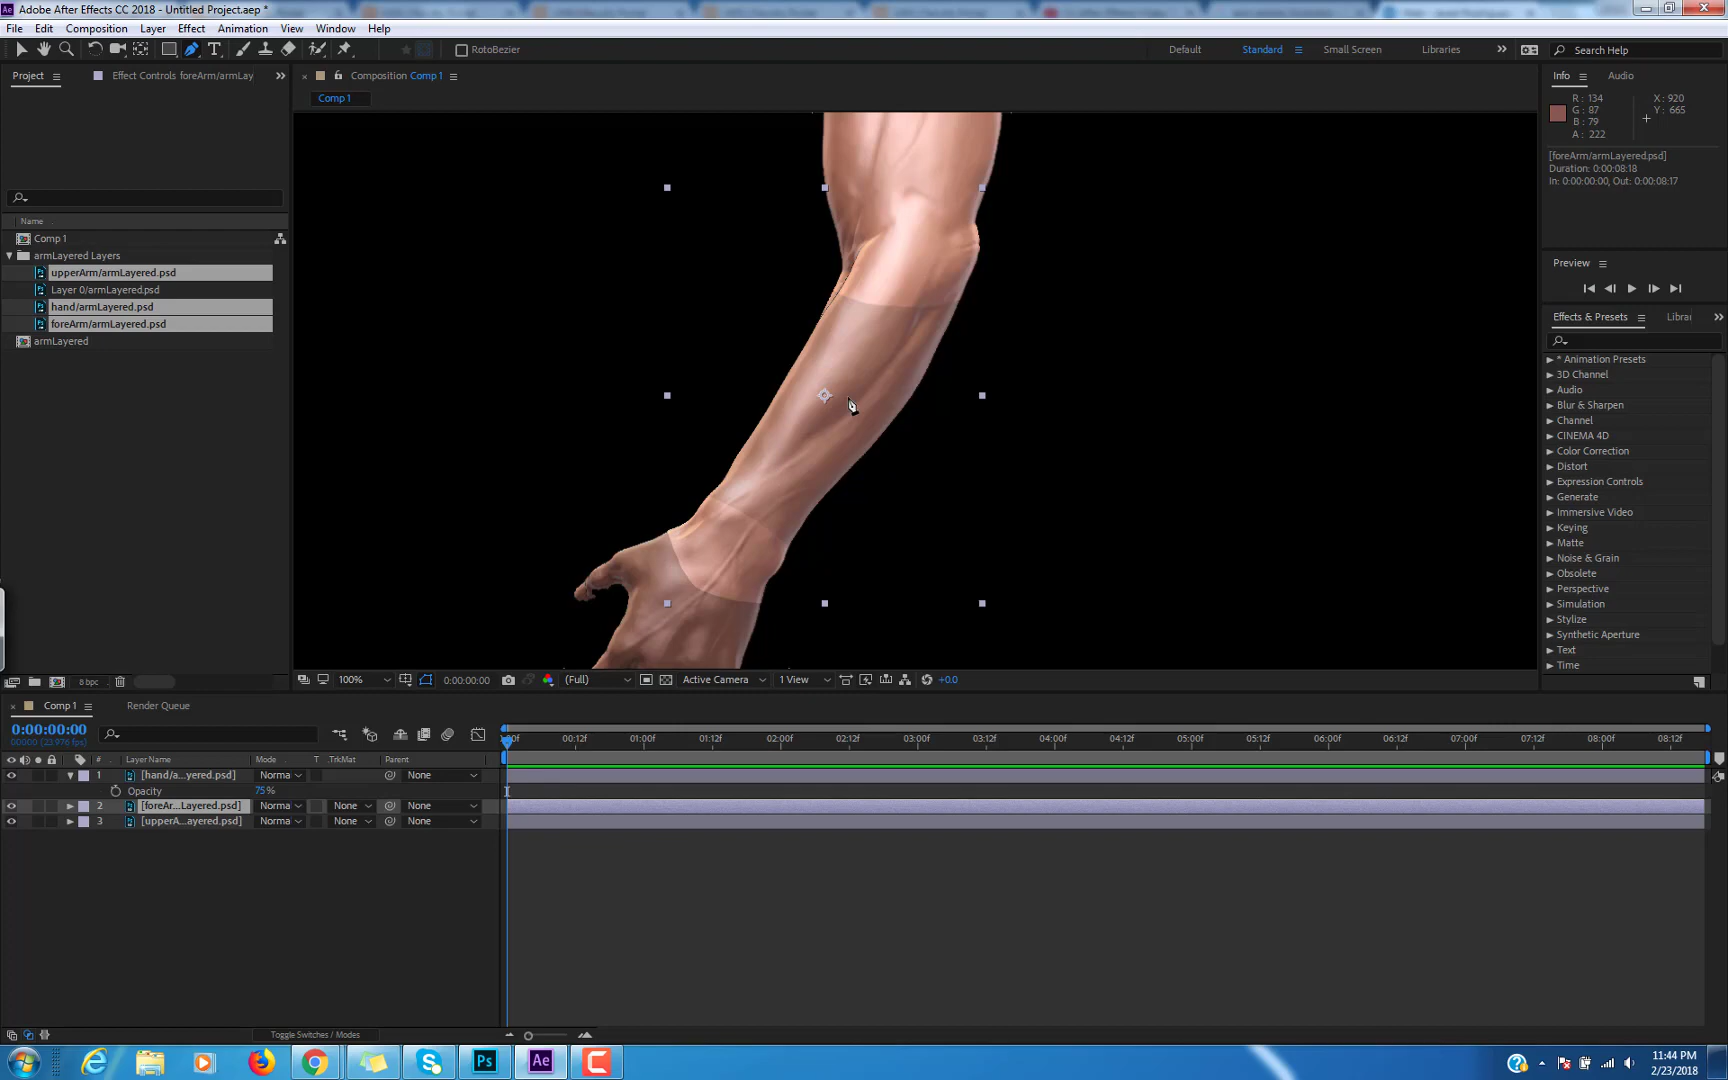 Adobe After Effects CC 2018 - Untitled Project.aep *
File Edit Composition Layer Effect Animation View Window Help
RotoBezier
Default Standard Small Screen Libraries
Search Help
Project
Effect Controls foreArm/armLay
Composition Comp 1
Comp 1
Name
Comp 1
armLayered Layers
upperArm/armLayered.psd
Layer 0/armLayered.psd
hand/armLayered.psd
foreArm/armLayered.psd
armLayered
8 bpc
100%
0:00:00:00
(Full)
Active Camera
1 View
+0.0
Info Audio
R : 134
G : 87
B : 79
A : 222
X : 920
Y : 665
[foreArm/armLayered.psd]
Duration: 0:00:08:18
In: 0:00:00:00, Out: 0:00:08:17
Preview
Effects & Presets
Librar
* Animation Presets
3D Channel
Audio
Blur & Sharpen
Channel
CINEMA 4D
Color Correction
Distort
Expression Controls
Generate
Immersive Video
Keying
Matte
Noise & Grain
Obsolete
Perspective
Simulation
Stylize
Synthetic Aperture
Text
Time
Comp 1
Render Queue
0:00:00:00
00000 (23.976 fps)
:00f 00:12f 01:00f 01:12f 02:00f 02:12f 03:00f 03:12f 04:00f 04:12f 05:00f 05:12f 06:00f 06:12f 07:00f 07:12f 08:00f 08:12f
# Layer Name Mode T .TrkMat Parent
1 [hand/a...yered.psd] Norma None
Opacity 75%
2 [foreAr...Layered.psd] Norma None None
3 [upperA...ayered.psd] Norma None None
Toggle Switches / Modes
Ps
Ae
11:44 PM
2/23/2018